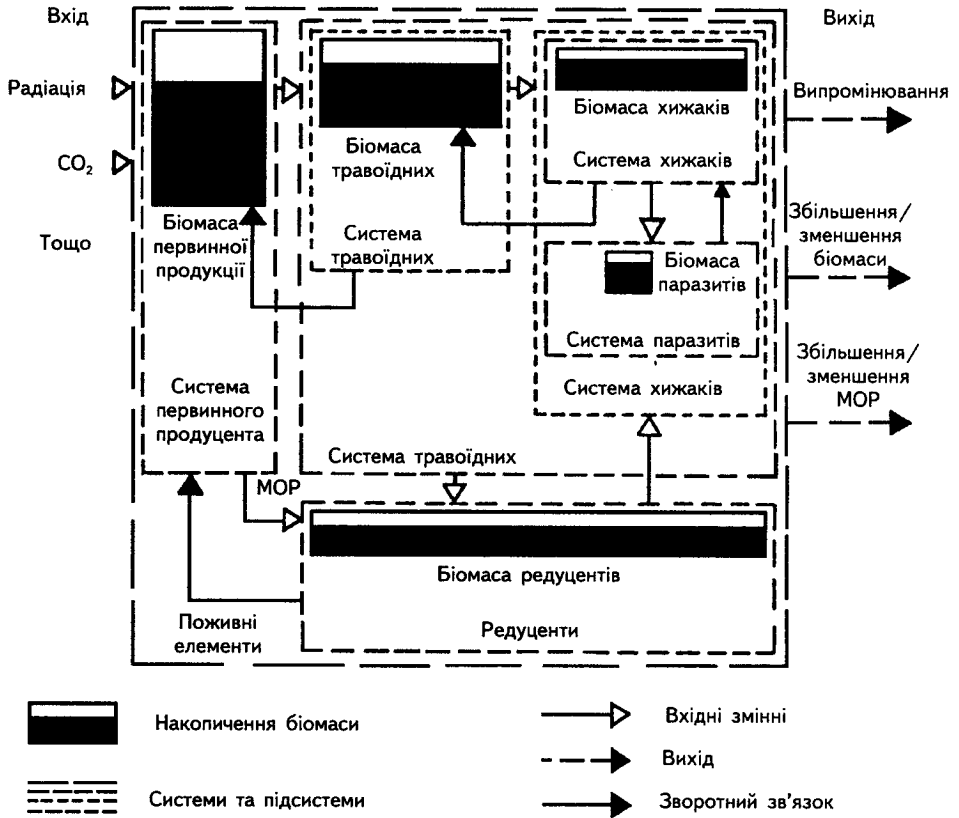 Вхід
Вихід
Радіація
CO₂
Тощо
Біомаса
первинної
продукції
Система
первинного
продуцента
Біомаса
травоїдних
Система
травоїдних
Біомаса хижаків
Система хижаків
Біомаса
паразитів
Система паразитів
Система хижаків
Система травоїдних
МОР
Біомаса редуцентів
Редуценти
Поживні
елементи
Випромінювання
Збільшення/
зменшення
біомаси
Збільшення/
зменшення
МОР
Накопичення біомаси
Системи та підсистеми
Вхідні змінні
Вихід
Зворотний зв'язок